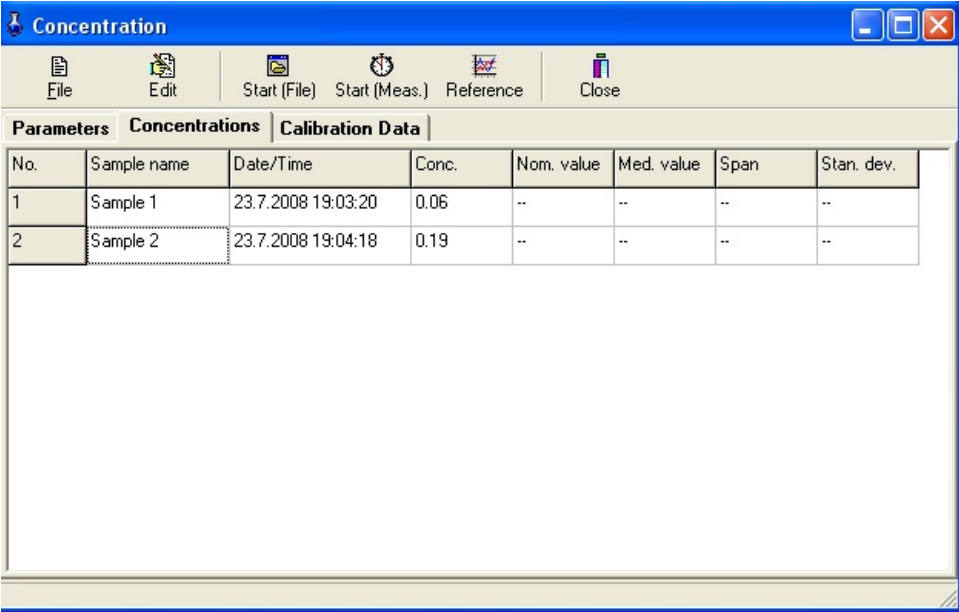 Concentration
File Edit Start (File) Start (Meas.) Reference Close
Parameters Concentrations Calibration Data
No. Sample name Date/Time Conc. Nom. value Med. value Span Stan. dev.
1 Sample 1 23.7.2008 19:03:20 0.06 -- -- -- --
2 Sample 2 23.7.2008 19:04:18 0.19 -- -- -- --